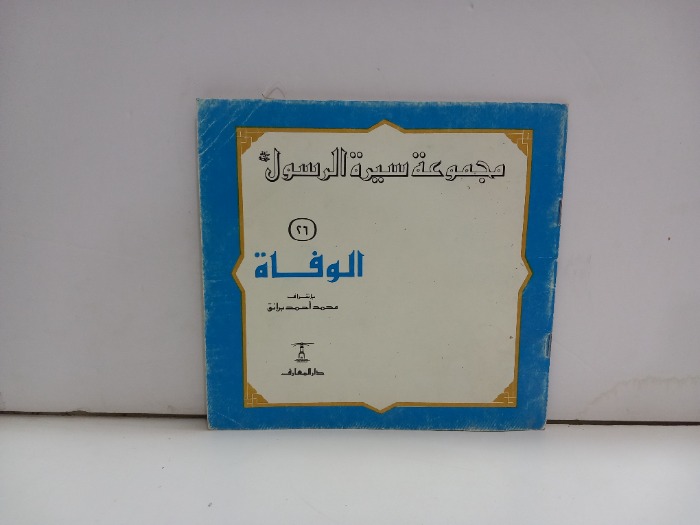 مجموعة سيرة الرسول ﷺ
٢٦
الوفاة
بإشراف
محمد أحمد برانق
دار المعارف